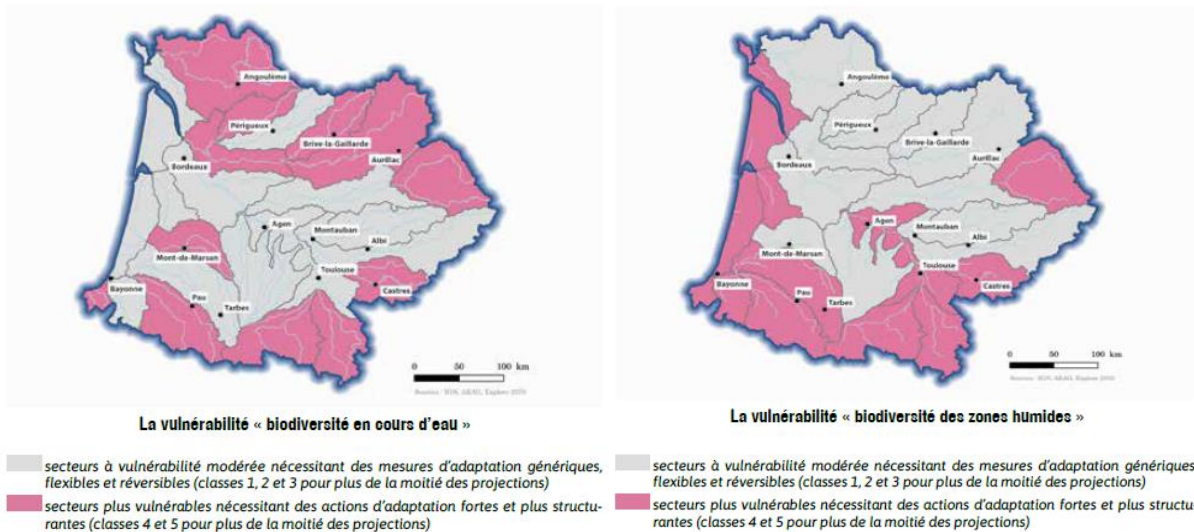 Angoulème
Périgueux
Brive-la-Gaillarde
Aurillac
Bordeaux
Agen
Montauban
Albi
Mont-de-Marsan
Toulouse
Castres
Bayonne
Pau
Tarbes
0 50 100 km
La vulnérabilité « biodiversité en cours d'eau »
secteurs à vulnérabilité modérée nécessitant des mesures d'adaptation génériques,
flexibles et réversibles (classes 1, 2 et 3 pour plus de la moitié des projections)
secteurs plus vulnérables nécessitant des actions d'adaptation fortes et plus structu-
rantes (classes 4 et 5 pour plus de la moitié des projections)
Angoulème
Périgueux
Brive-la-Gaillarde
Aurillac
Bordeaux
Agen
Montauban
Albi
Mont-de-Marsan
Toulouse
Castres
Bayonne
Pau
Tarbes
0 50 100 km
La vulnérabilité « biodiversité des zones humides »
secteurs à vulnérabilité modérée nécessitant des mesures d'adaptation génériques
flexibles et réversibles (classes 1, 2 et 3 pour plus de la moitié des projections)
secteurs plus vulnérables nécessitant des actions d'adaptation fortes et plus structu
rantes (classes 4 et 5 pour plus de la moitié des projections)